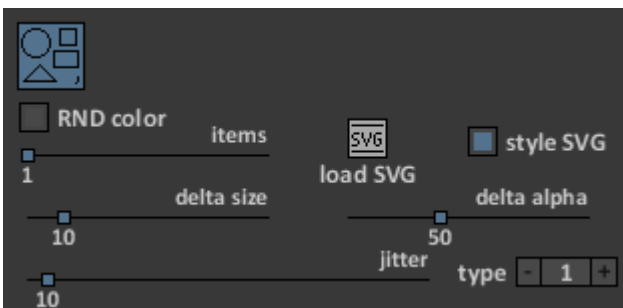 RND color
items
SVG
style SVG
1
load SVG
delta size
delta alpha
10
50
jitter
type - 1 +
10